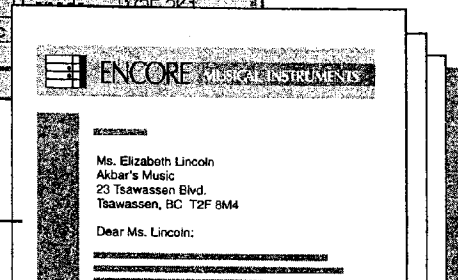 ENCORE MUSICAL INSTRUMENTS
Ms. Elizabeth Lincoln
Akbar's Music
23 Tsawassen Blvd.
Tsawassen, BC T2F 8M4
Dear Ms. Lincoln: